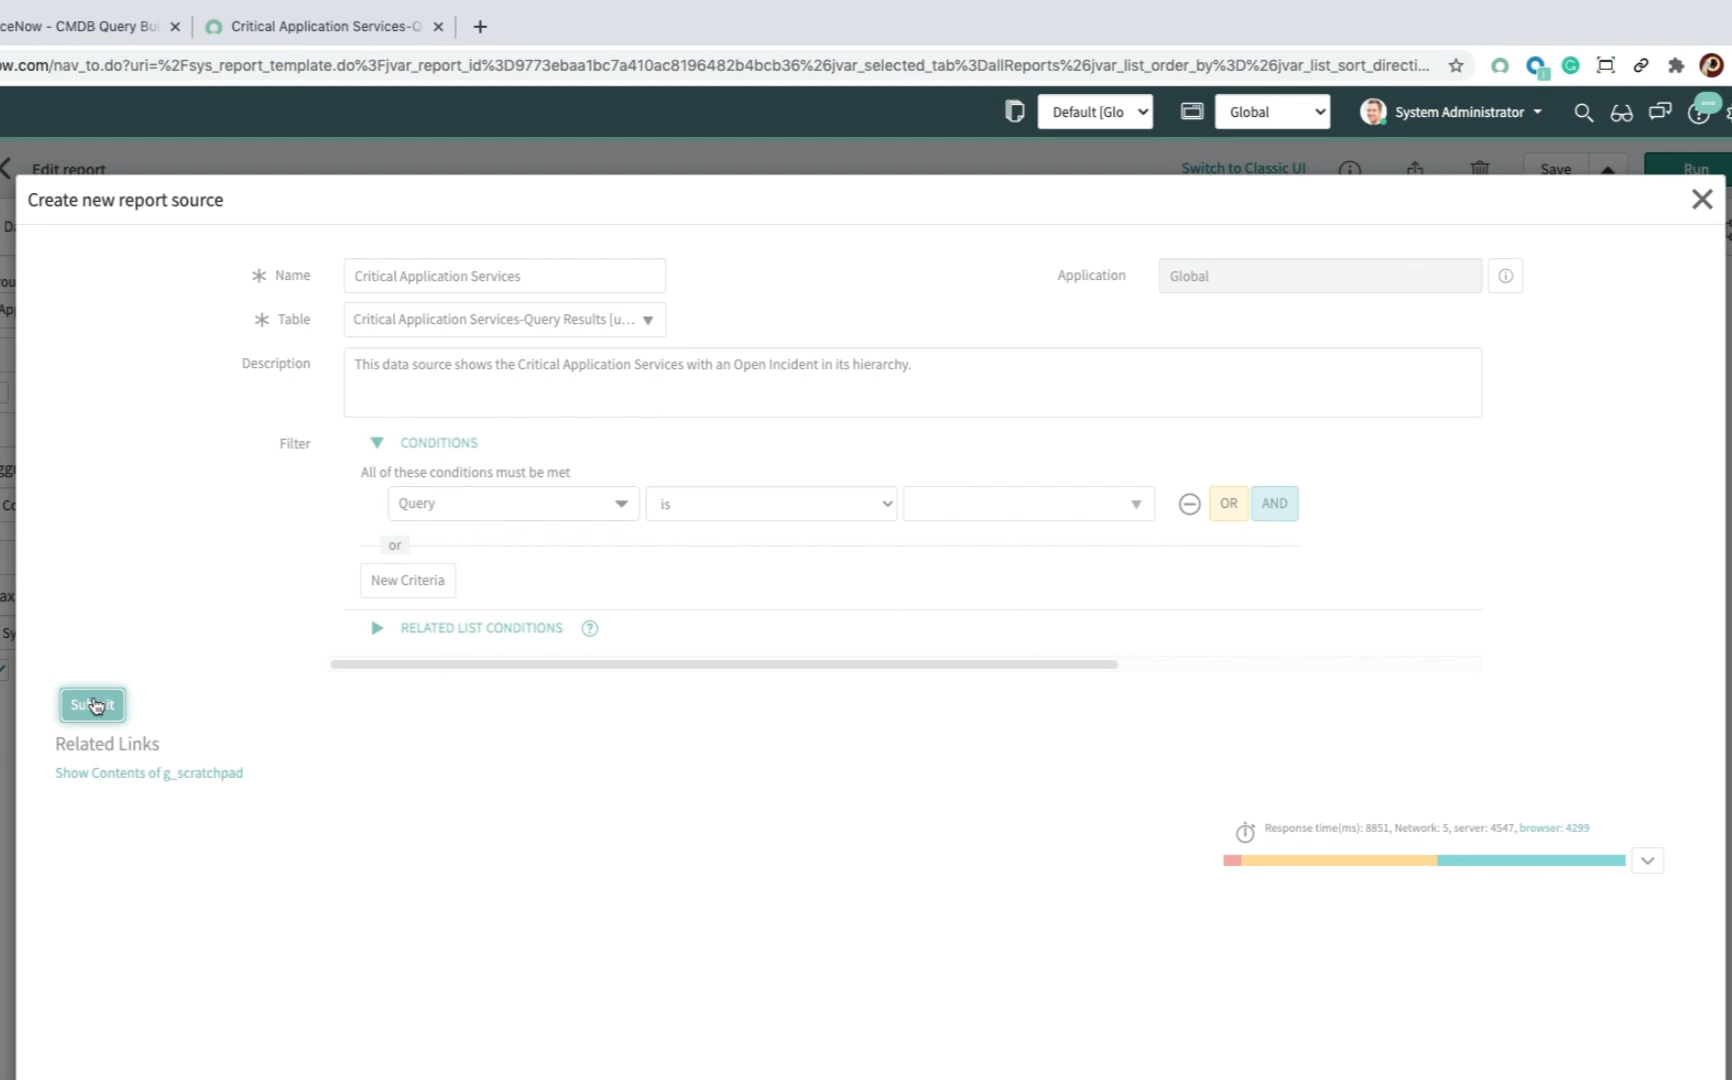 ceNow - CMDB Query Bui
Critical Application Services-Q
ow.com/nav_to.do?uri=%2Fsys_report_template.do%3Fjvar_report_id%3D9773ebaa1bc7a410ac8196482b4bcb36%26jvar_selected_tab%3DallReports%26jvar_list_order_by%3D%26jvar_list_sort_directi...
Default [Glo
Global
System Administrator
Edit report
Switch to Classic UI
Save
Run
Create new report source
Name
Critical Application Services
Application
Global
Table
Critical Application Services-Query Results [u...
Description
This data source shows the Critical Application Services with an Open Incident in its hierarchy.
Filter
CONDITIONS
All of these conditions must be met
Query
is
OR
AND
or
New Criteria
RELATED LIST CONDITIONS
Submit
Related Links
Show Contents of g_scratchpad
Response time(ms): 8851, Network: 5, server: 4547, browser: 4299